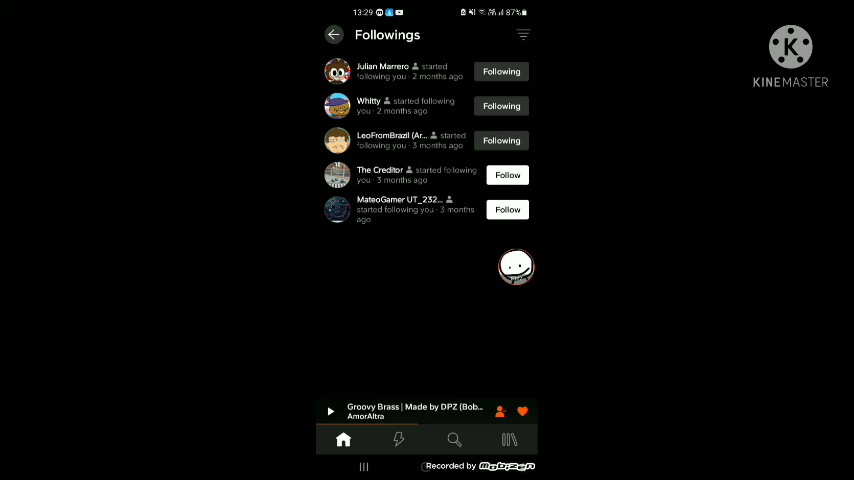 13:29
87%
Followings
Julian Marrero started
following you · 2 months ago
Following
Whitty started following
you · 2 months ago
Following
LeoFromBrazil (Ar... started
following you · 3 months ago
Following
The Creditor started following
you · 3 months ago
Follow
MateoGamer UT_232...
started following you · 3 months
ago
Follow
Groovy Brass | Made by DPZ (Bob...
AmorAltra
Recorded by mobizen
K
KINEMASTER